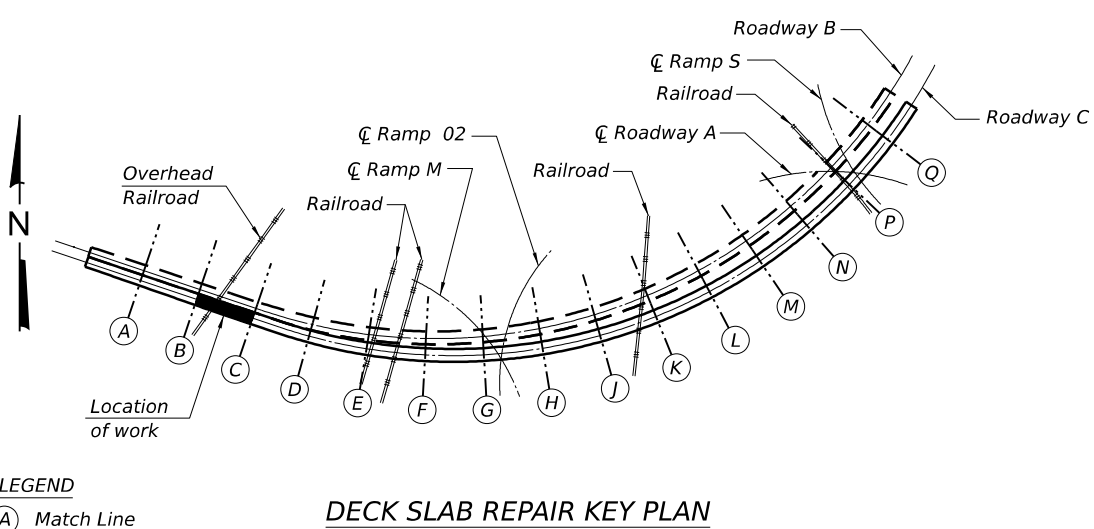 Roadway B
℄ Ramp S
Railroad
Roadway C
℄ Roadway A
℄ Ramp 02
℄ Ramp M
Railroad
Overhead
Railroad
Railroad
N
A
B
C
D
E
F
G
H
J
K
L
M
N
P
Q
Location
of work
LEGEND
A Match Line
DECK SLAB REPAIR KEY PLAN